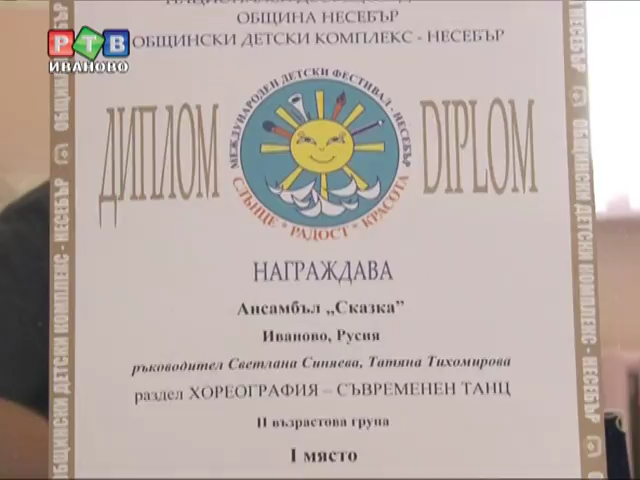 ОБЩИНА НЕСЕБЪР
ОБЩИНСКИ ДЕТСКИ КОМПЛЕКС - НЕСЕБЪР
РТВ
ИВАНОВО
ДИПЛОМ
МЕЖДУНАРОДЕН ДЕТСКИ ФЕСТИВАЛ - НЕСЕБЪР
СЛЪНЦЕ * РАДОСТ * КРАСОТА
DIPLOM
НАГРАЖДАВА
Ансамбъл „Сказка”
Иваново, Русия
ръководител Светлана Синяева, Татяна Тихомирова
раздел ХОРЕОГРАФИЯ – СЪВРЕМЕНЕН ТАНЦ
II възрастова група
I място
ОБЩИНСКИ ДЕТСКИ КОМПЛЕКС - НЕСЕБЪР
ОБЩИНСКИ ДЕТСКИ КОМПЛЕКС - НЕСЕБЪР